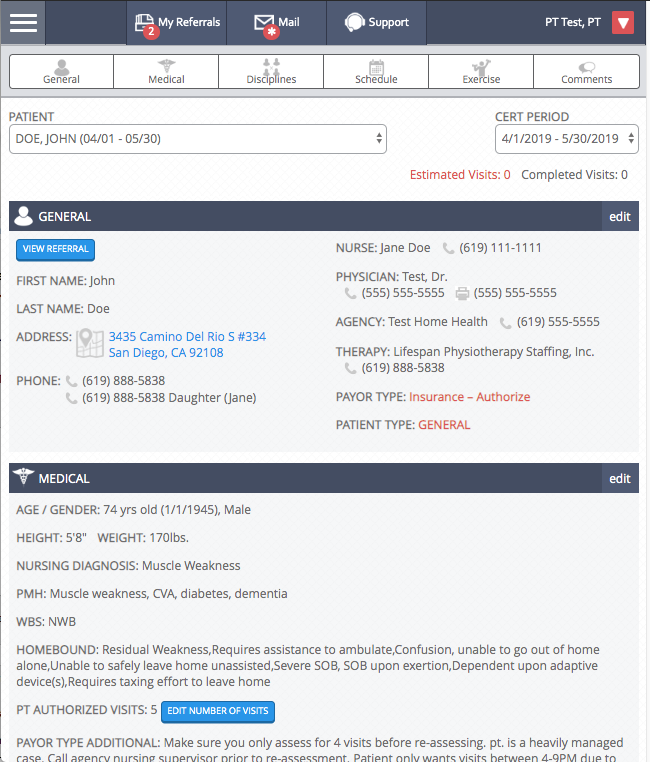 My Referrals
2
Mail
*
Support
PT Test, PT
General
Medical
Disciplines
Schedule
Exercise
Comments
PATIENT
CERT PERIOD
DOE, JOHN (04/01 - 05/30)
4/1/2019 - 5/30/2019
Estimated Visits: 0 Completed Visits: 0
GENERAL
edit
VIEW REFERRAL
FIRST NAME: John
LAST NAME: Doe
ADDRESS: 3435 Camino Del Rio S #334
San Diego, CA 92108
PHONE: (619) 888-5838
(619) 888-5838 Daughter (Jane)
NURSE: Jane Doe (619) 111-1111
PHYSICIAN: Test, Dr.
(555) 555-5555 (555) 555-5555
AGENCY: Test Home Health (619) 555-5555
THERAPY: Lifespan Physiotherapy Staffing, Inc.
(619) 888-5838
PAYOR TYPE: Insurance – Authorize
PATIENT TYPE: GENERAL
MEDICAL
edit
AGE / GENDER: 74 yrs old (1/1/1945), Male
HEIGHT: 5'8" WEIGHT: 170lbs.
NURSING DIAGNOSIS: Muscle Weakness
PMH: Muscle weakness, CVA, diabetes, dementia
WBS: NWB
HOMEBOUND: Residual Weakness,Requires assistance to ambulate,Confusion, unable to go out of home
alone,Unable to safely leave home unassisted,Severe SOB, SOB upon exertion,Dependent upon adaptive
device(s),Requires taxing effort to leave home
PT AUTHORIZED VISITS: 5 EDIT NUMBER OF VISITS
PAYOR TYPE ADDITIONAL: Make sure you only assess for 4 visits before re-assessing. pt. is a heavily managed
case. Call agency nursing supervisor prior to re-assessment. Patient only wants visits between 4-9PM due to